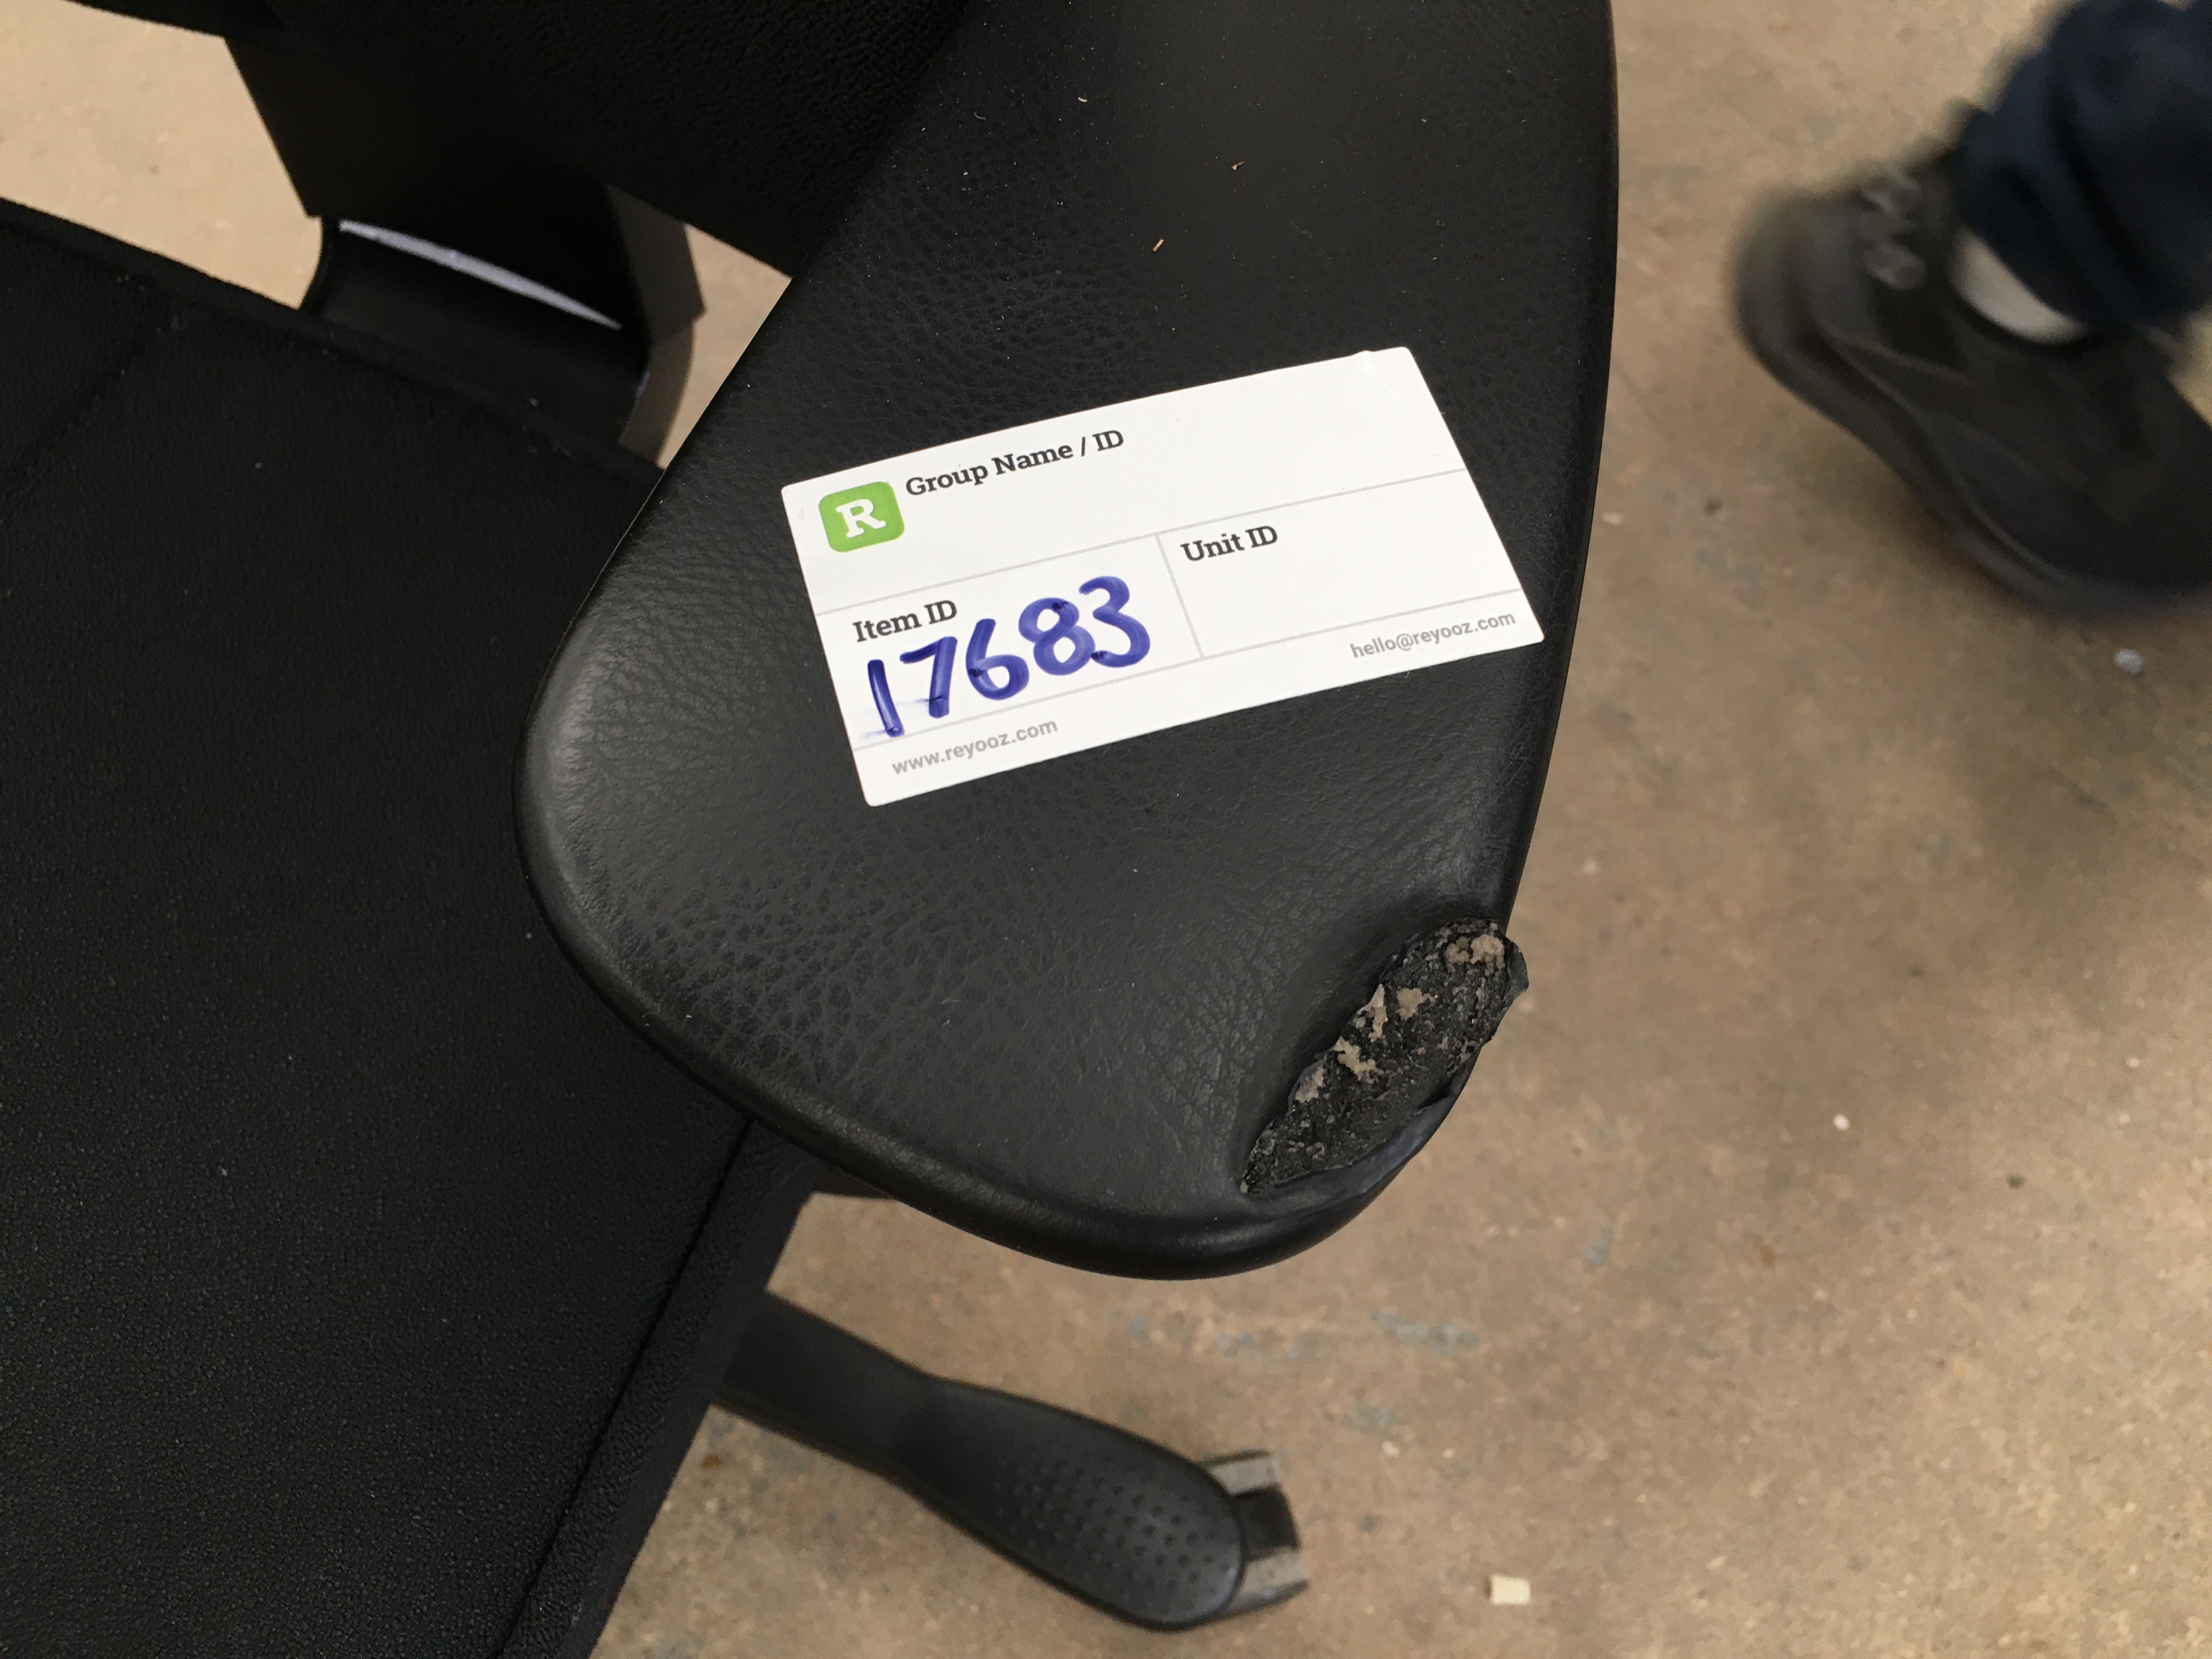 R
Group Name / ID
Item ID
17683
Unit ID
www.reyooz.com
hello@reyooz.com